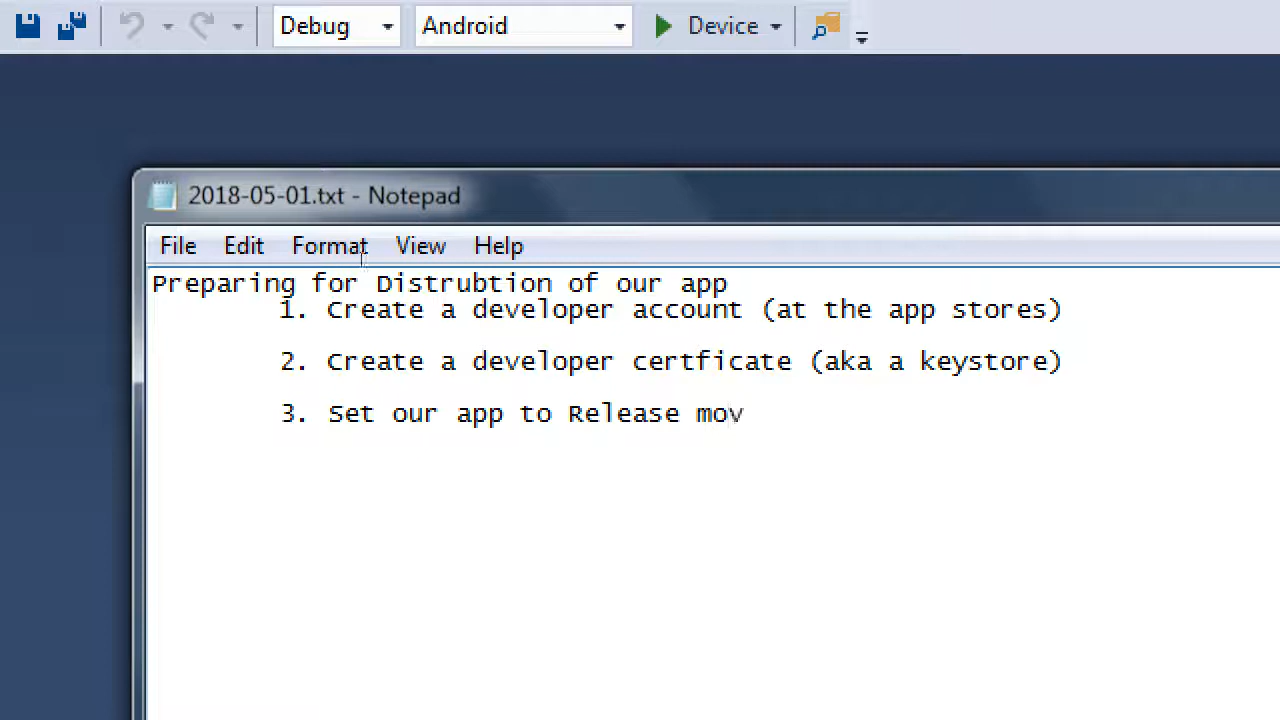 Debug Android Device
2018-05-01.txt - Notepad
File Edit Format View Help
Preparing for Distrubtion of our app
1. Create a developer account (at the app stores)
2. Create a developer certficate (aka a keystore)
3. Set our app to Release mov